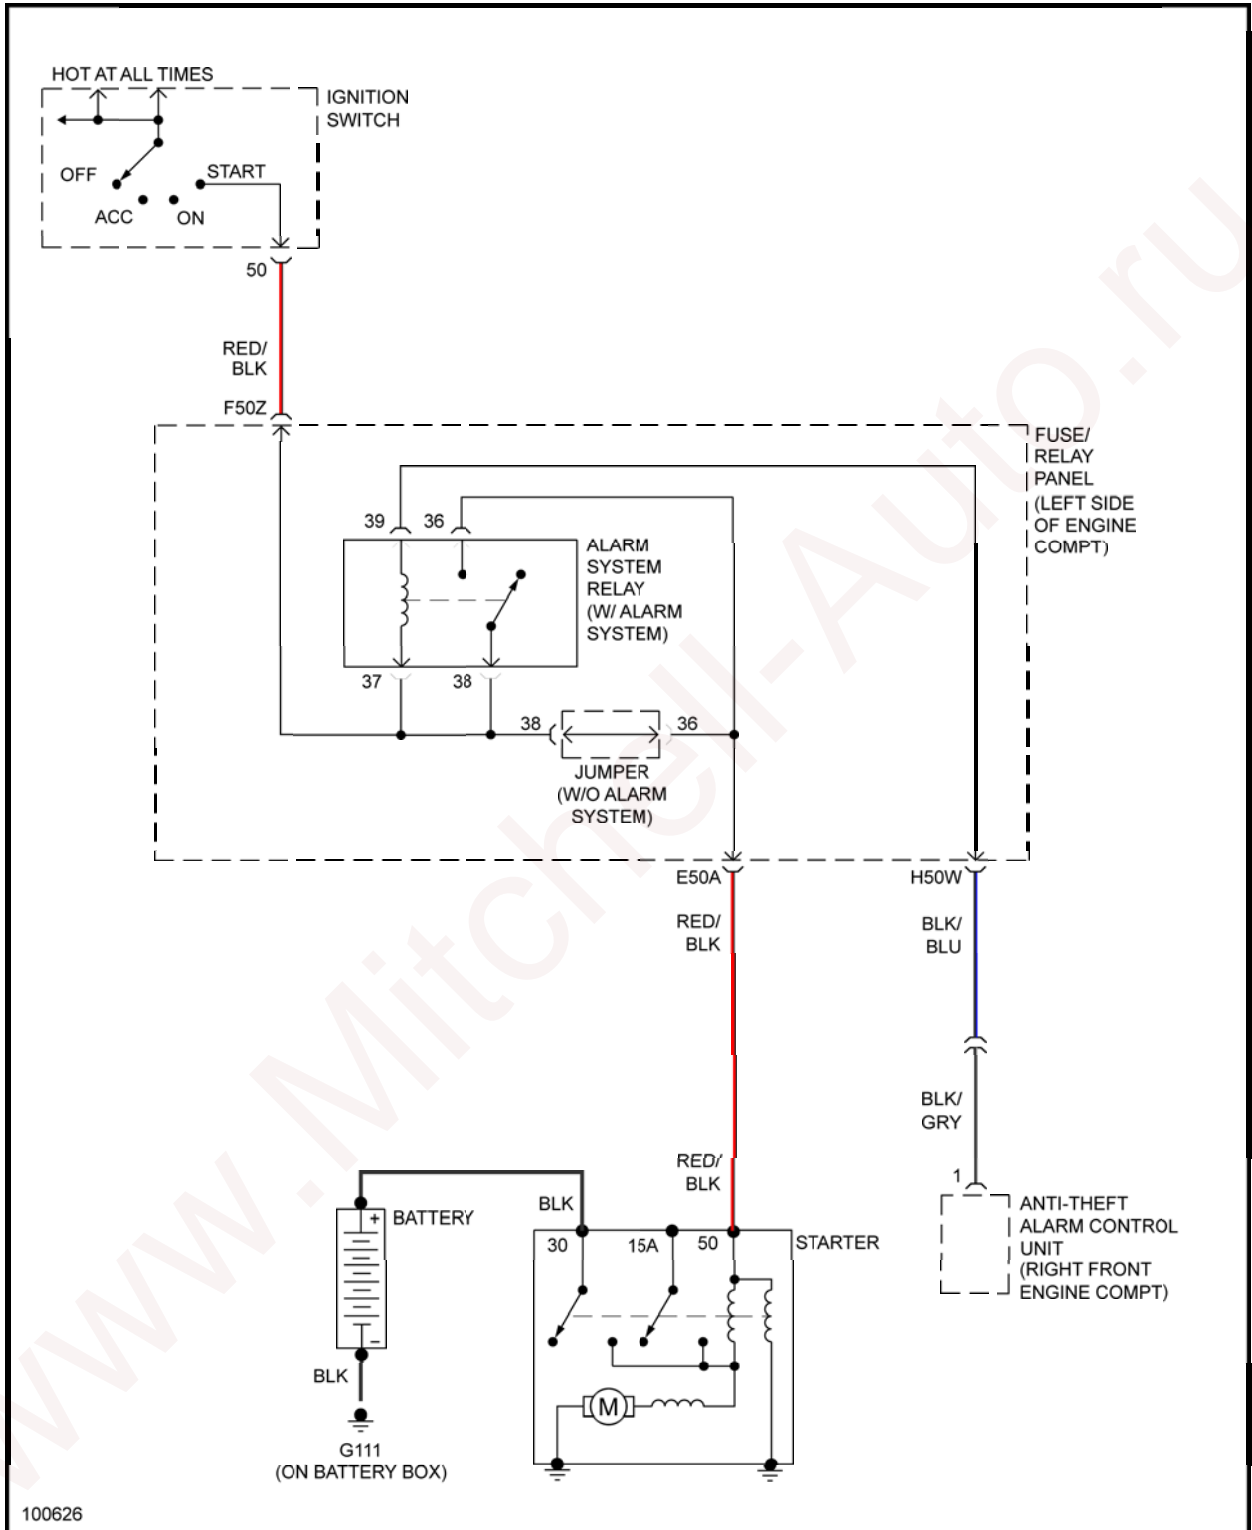 HOT AT ALL TIMES
IGNITION
SWITCH
OFF
START
ACC
ON
50
RED/
BLK
F50Z
FUSE/
RELAY
PANEL
(LEFT SIDE
OF ENGINE
COMPT)
39
36
ALARM
SYSTEM
RELAY
(W/ ALARM
SYSTEM)
37
38
38
36
JUMPER
(W/O ALARM
SYSTEM)
E50A
H50W
RED/
BLK
BLK/
BLU
BLK/
GRY
RED/
BLK
1
BLK
BATTERY
+
−
30
15A
50
STARTER
ANTI-THEFT
ALARM CONTROL
UNIT
(RIGHT FRONT
ENGINE COMPT)
BLK
M
G111
(ON BATTERY BOX)
100626
www.Mitchell-Auto.ru